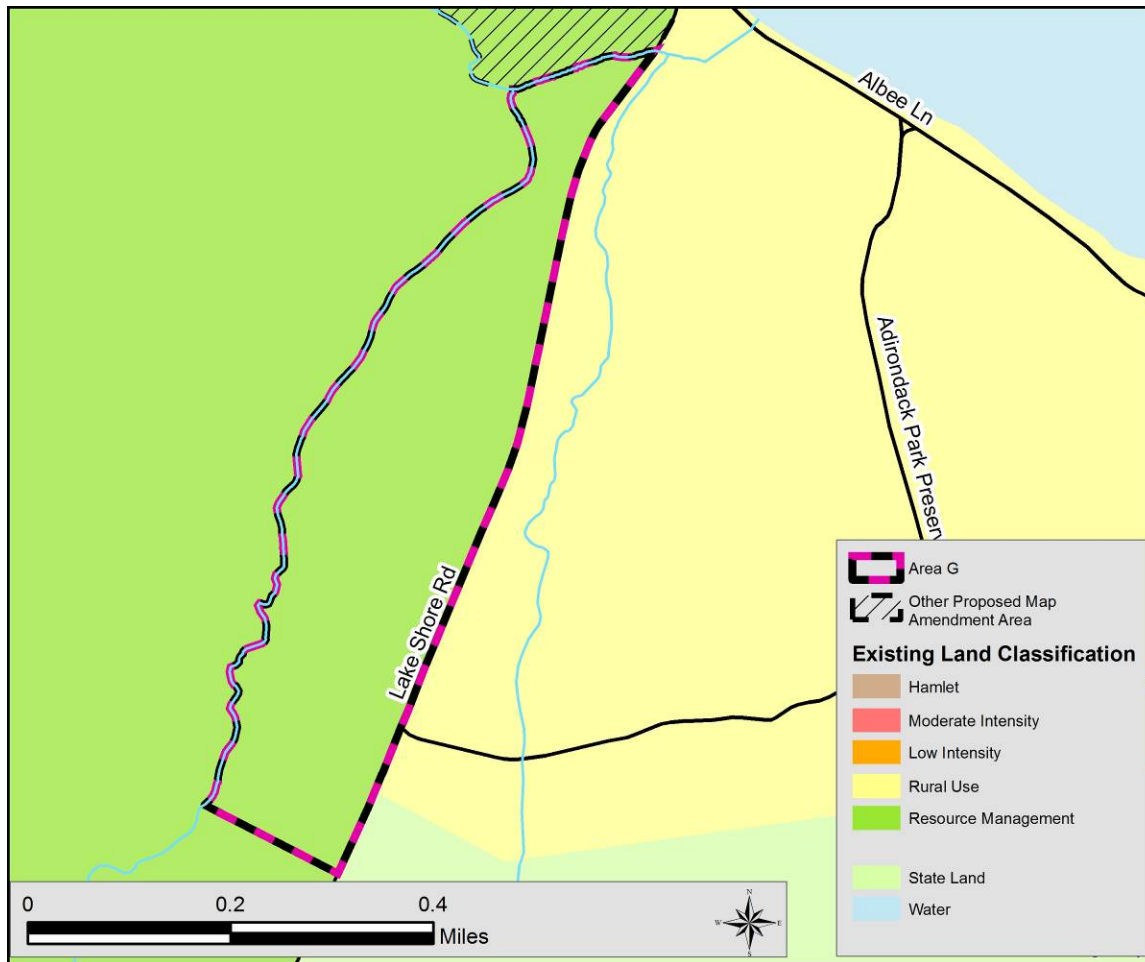 Albee Ln
Adirondack Park Preserv
Lake Shore Rd
Area G
Other Proposed Map
Amendment Area
Existing Land Classification
Hamlet
Moderate Intensity
Low Intensity
Rural Use
Resource Management
State Land
Water
0 0.2 0.4
Miles
N
W E
S